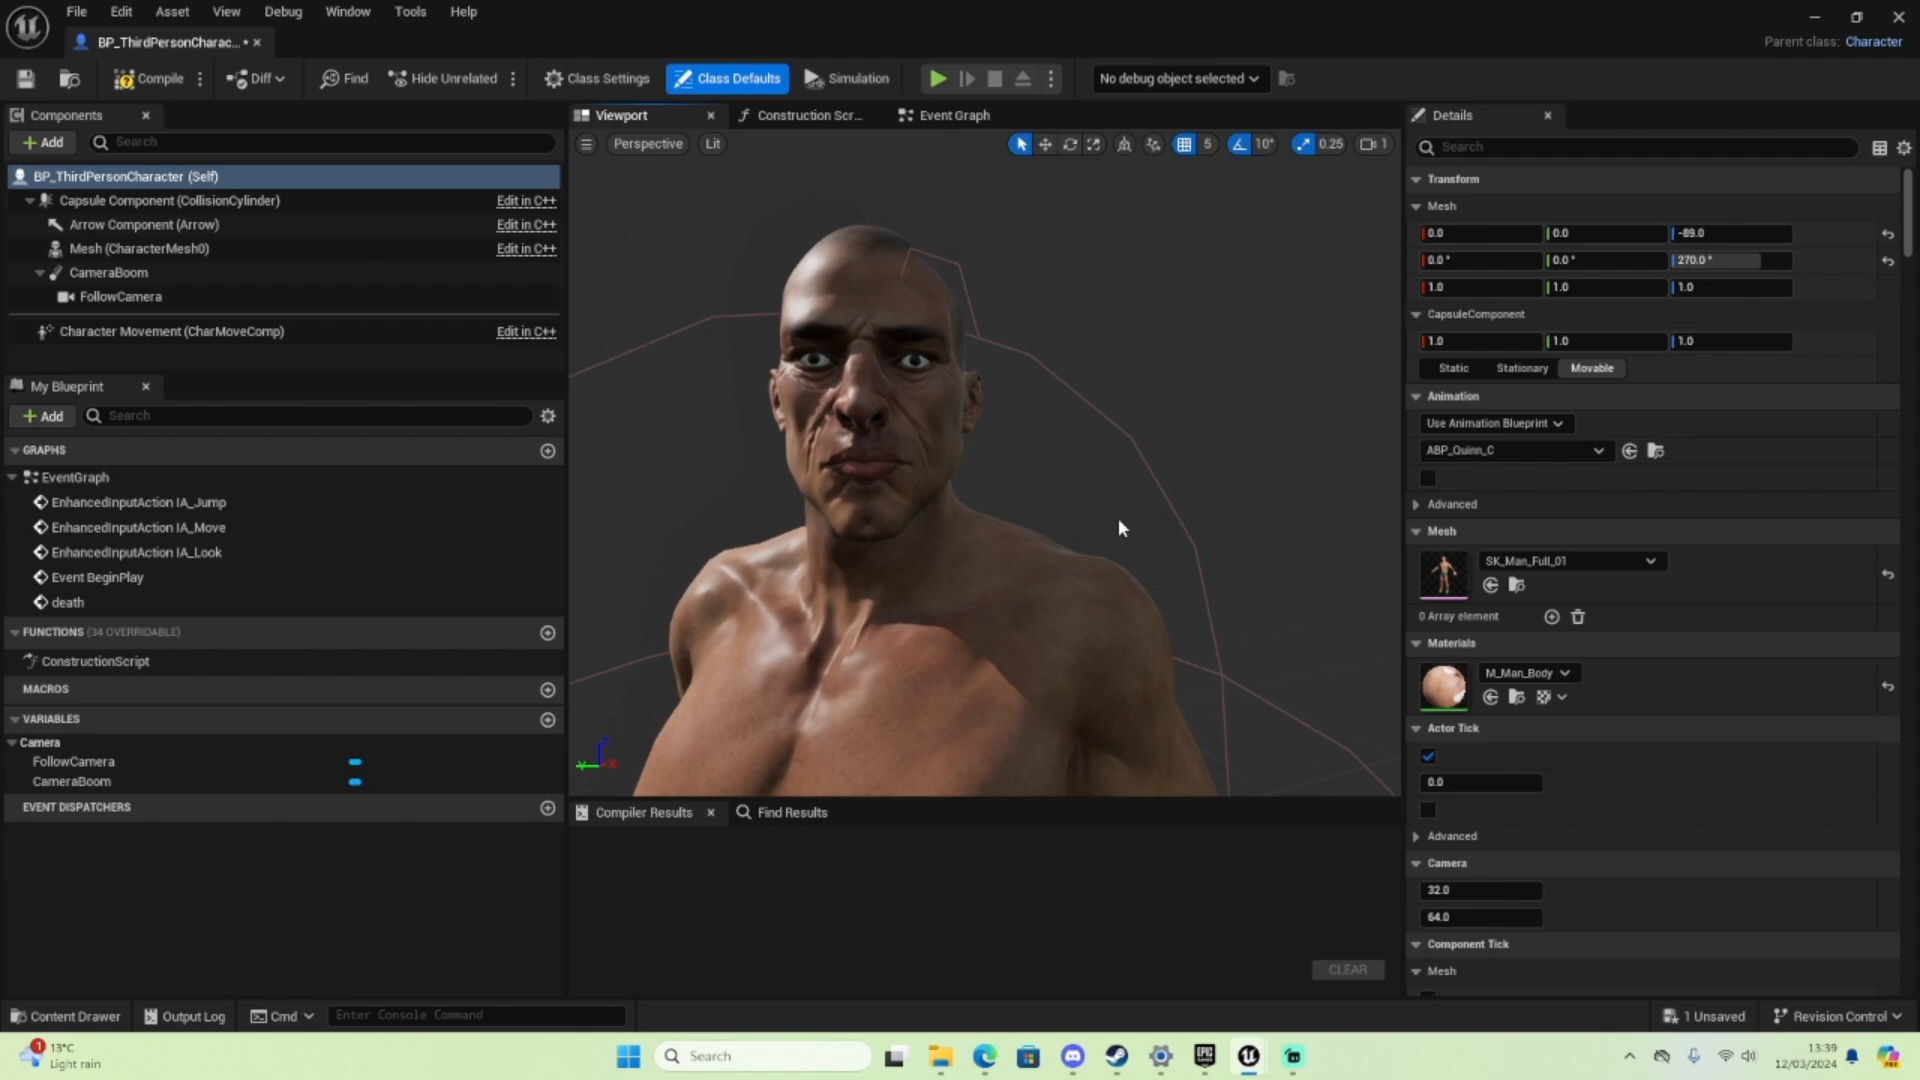 File Edit Asset View Debug Window Tools Help
BP_ThirdPersonCharac... •
Parent class: Character
Compile Diff Find Hide Unrelated Class Settings Class Defaults Simulation No debug object selected
Components
Add Search
BP_ThirdPersonCharacter (Self)
Capsule Component (CollisionCylinder) Edit in C++
Arrow Component (Arrow) Edit in C++
Mesh (CharacterMesh0) Edit in C++
CameraBoom
FollowCamera
Character Movement (CharMoveComp) Edit in C++
My Blueprint
Add Search
GRAPHS
EventGraph
EnhancedInputAction IA_Jump
EnhancedInputAction IA_Move
EnhancedInputAction IA_Look
Event BeginPlay
death
FUNCTIONS (34 OVERRIDABLE)
ConstructionScript
MACROS
VARIABLES
Camera
FollowCamera
CameraBoom
EVENT DISPATCHERS
Viewport Construction Scr... Event Graph
Perspective Lit 5 10° 0.25 1
Compiler Results Find Results
CLEAR
Details
Search
Transform
Mesh
0.0 0.0 -89.0
0.0 ° 0.0 ° 270.0 °
1.0 1.0 1.0
CapsuleComponent
1.0 1.0 1.0
Static Stationary Movable
Animation
Use Animation Blueprint
ABP_Quinn_C
Advanced
Mesh
SK_Man_Full_01
0 Array element
Materials
M_Man_Body
Actor Tick
0.0
Advanced
Camera
32.0
64.0
Component Tick
Mesh
Content Drawer Output Log Cmd Enter Console Command 1 Unsaved Revision Control
1
13°C
Light rain
Search
EPIC
13:39
12/03/2024